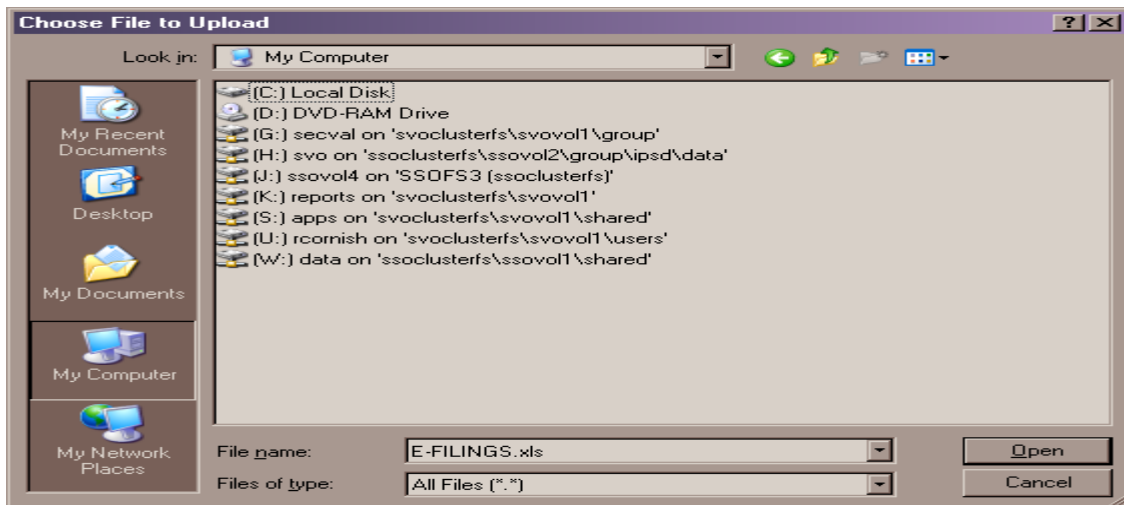 Choose File to Upload
Look in:
My Computer
My Recent
Documents
Desktop
My Documents
My Computer
My Network
Places
(C:) Local Disk
(D:) DVD-RAM Drive
(G:) secval on 'svoclusterfs\svovol1\group'
(H:) svo on 'ssoclusterfs\ssovol2\group\ipsd\data'
(J:) ssovol4 on 'SSOFS3 (ssoclusterfs)'
(K:) reports on 'svoclusterfs\svovol1'
(S:) apps on 'svoclusterfs\svovol1\shared'
(U:) rcornish on 'svoclusterfs\svovol1\users'
(W:) data on 'ssoclusterfs\ssovol1\shared'
File name:
E-FILINGS.xls
Open
Files of type:
All Files (*.*)
Cancel